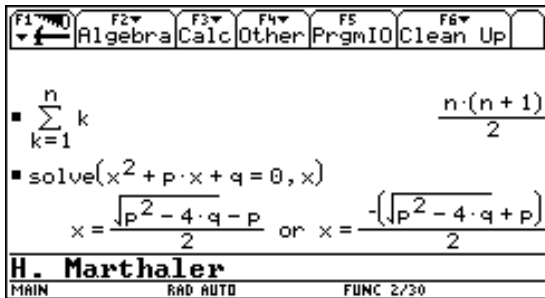 F1 F2 Algebra F3 Calc F4 Other F5 PrgmIO F6 Clean Up
n
∑ k
k=1
n·(n + 1)
2
solve(x² + p·x + q = 0, x)
x = (√(p² - 4·q) - p)/2 or x = -(√(p² - 4·q) + p)/2
H. Marthaler
MAIN RAD AUTO FUNC 2/30